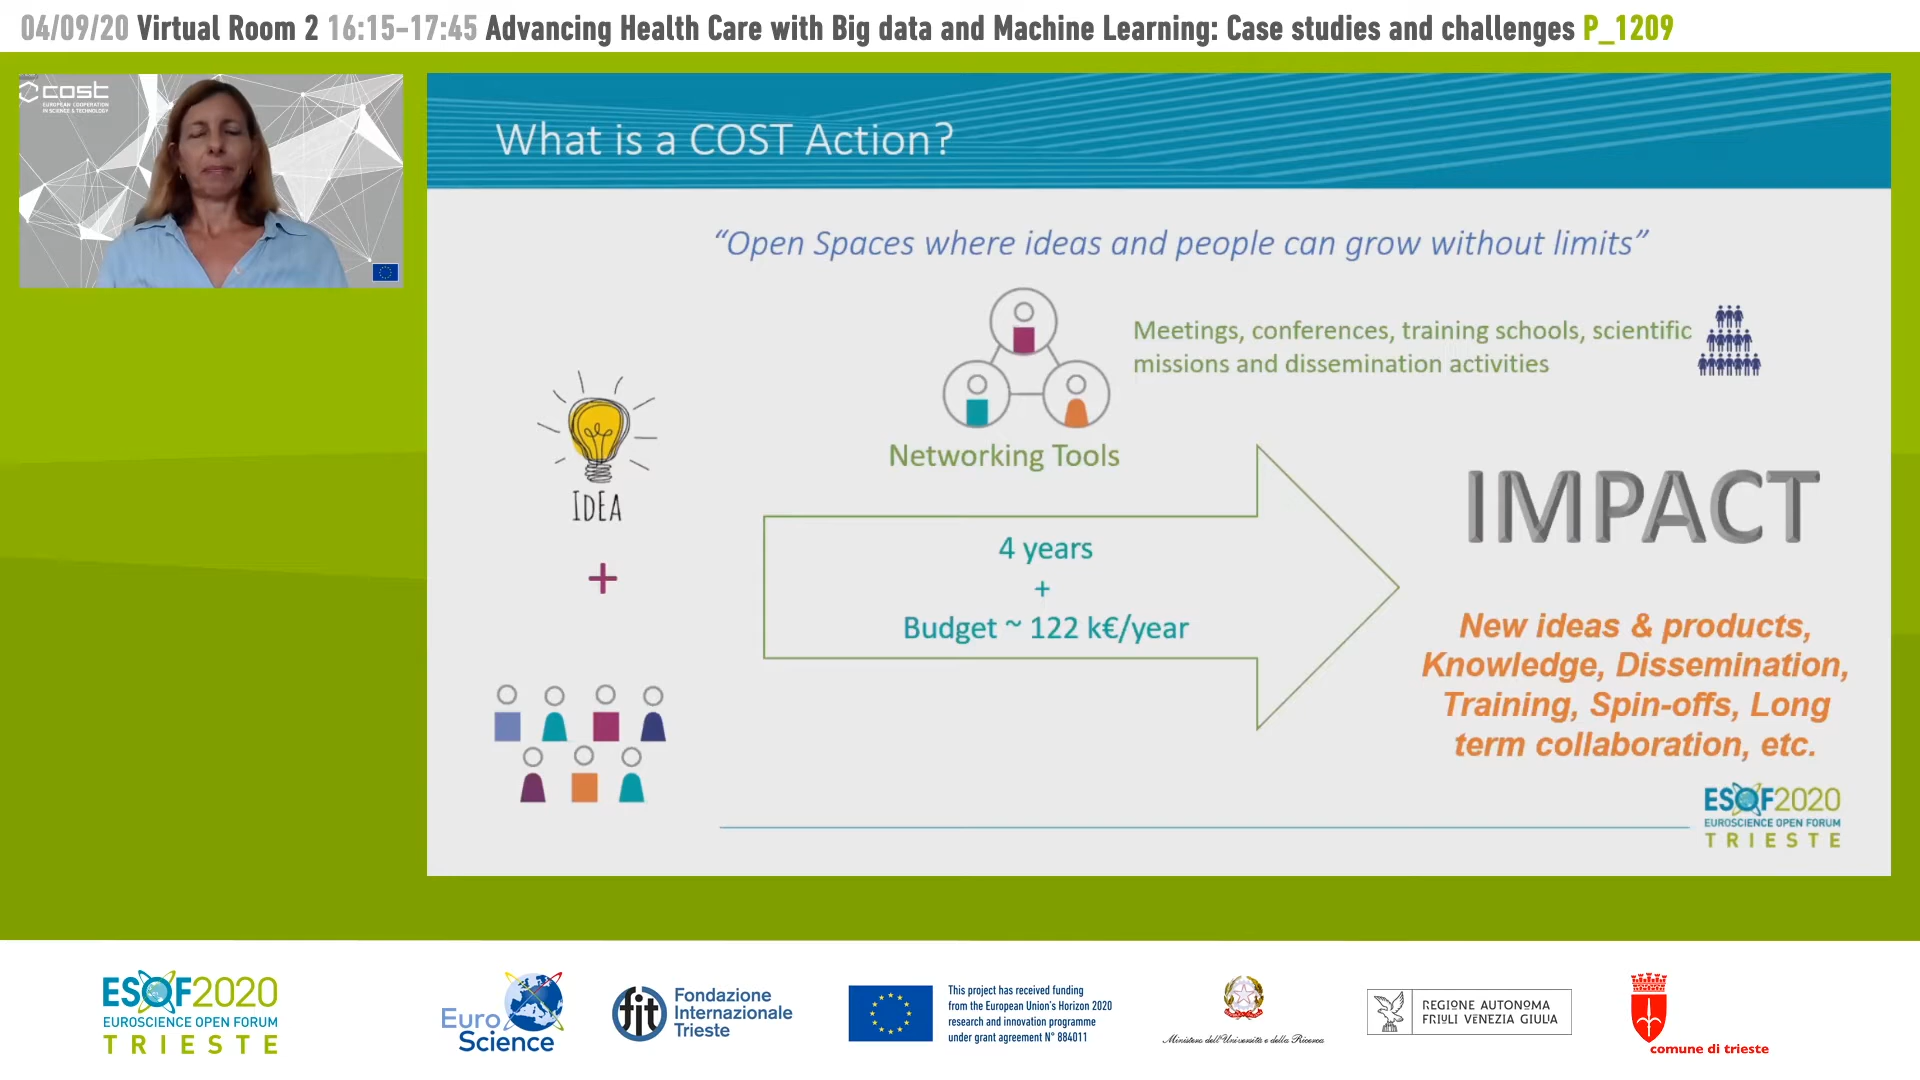 04/09/20 Virtual Room 2 16:15-17:45 Advancing Health Care with Big data and Machine Learning: Case studies and challenges P_1209
cost
EUROPEAN COOPERATION
IN SCIENCE & TECHNOLOGY
What is a COST Action?
“Open Spaces where ideas and people can grow without limits”
Meetings, conferences, training schools, scientific
missions and dissemination activities
Networking Tools
IDEA
+
4 years
+
Budget ~ 122 k€/year
IMPACT
New ideas & products,
Knowledge, Dissemination,
Training, Spin-offs, Long
term collaboration, etc.
ESOF2020
EUROSCIENCE OPEN FORUM
TRIESTE
ESOF2020
EUROSCIENCE OPEN FORUM
TRIESTE
Euro
Science
fit
Fondazione
Internazionale
Trieste
This project has received funding
from the European Union's Horizon 2020
research and innovation programme
under grant agreement N° 884011
Ministero dell'Università e della Ricerca
REGIONE AUTONOMA
FRIULI VENEZIA GIULIA
comune di trieste